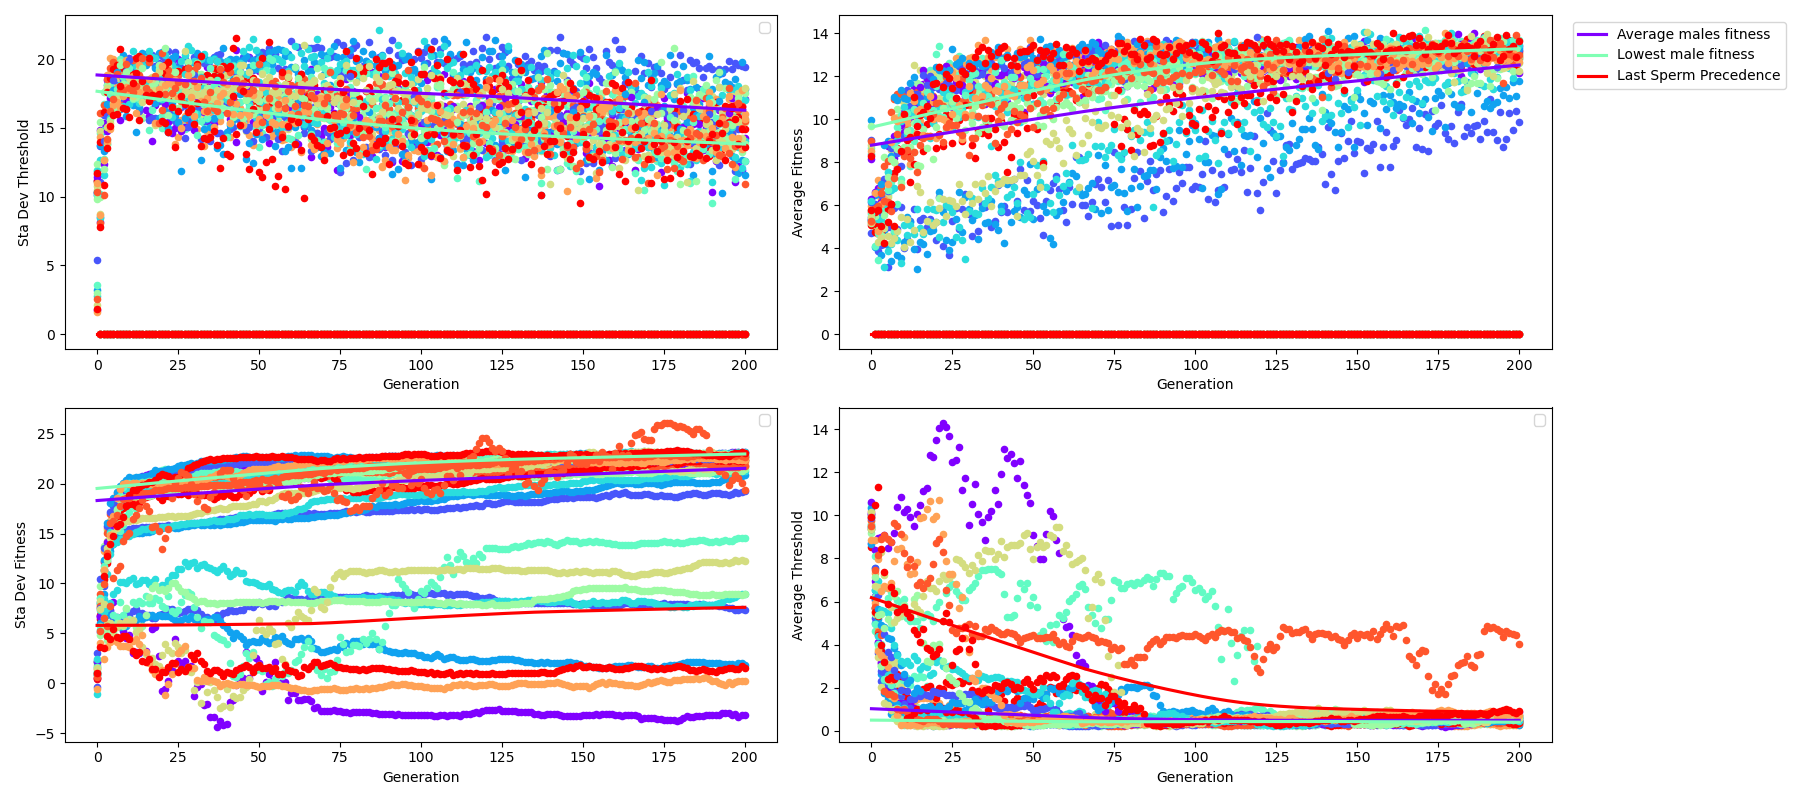 Sta Dev Threshold
20
15
10
5
0
0 25 50 75 100 125 150 175 200
Generation
Average Fitness
14
12
10
8
6
4
2
0
0 25 50 75 100 125 150 175 200
Generation
Average males fitness
Lowest male fitness
Last Sperm Precedence
Sta Dev Fitness
25
20
15
10
5
0
−5
0 25 50 75 100 125 150 175 200
Generation
Average Threshold
14
12
10
8
6
4
2
0
0 25 50 75 100 125 150 175 200
Generation